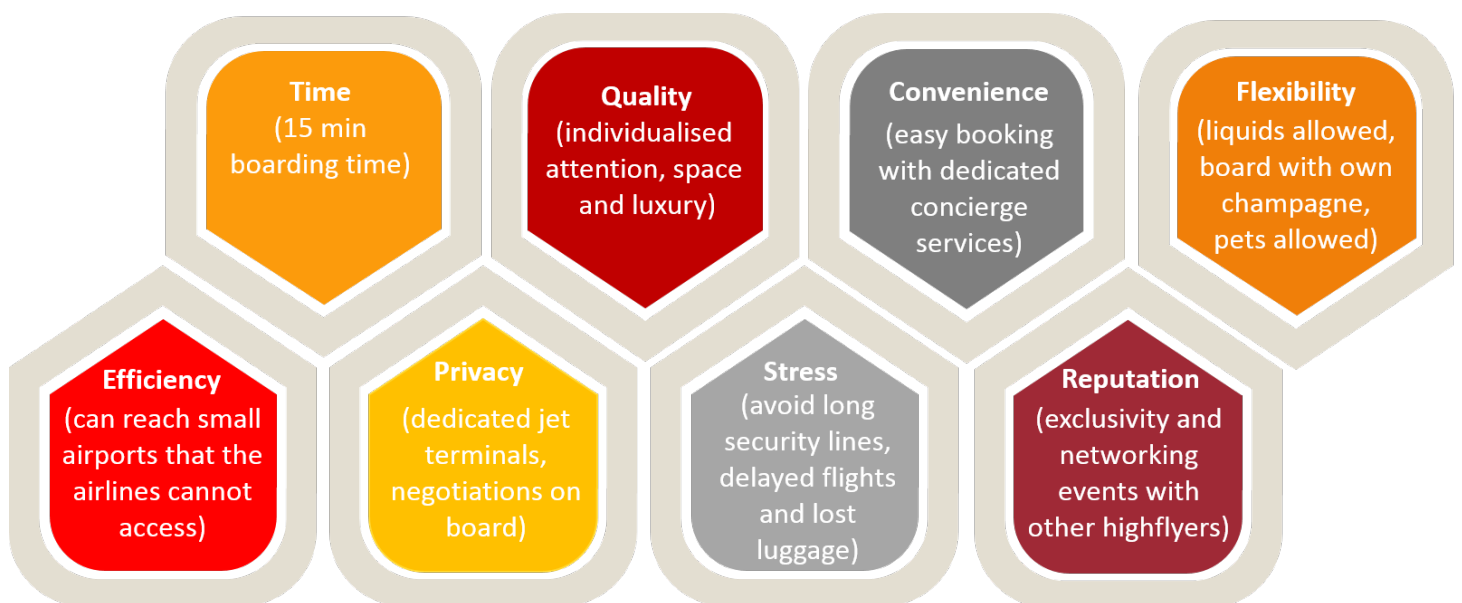 Time
(15 min
boarding time)
Quality
(individualised
attention, space
and luxury)
Convenience
(easy booking
with dedicated
concierge
services)
Flexibility
(liquids allowed,
board with own
champagne,
pets allowed)
Efficiency
(can reach small
airports that the
airlines cannot
access)
Privacy
(dedicated jet
terminals,
negotiations on
board)
Stress
(avoid long
security lines,
delayed flights
and lost
luggage)
Reputation
(exclusivity and
networking
events with
other highflyers)